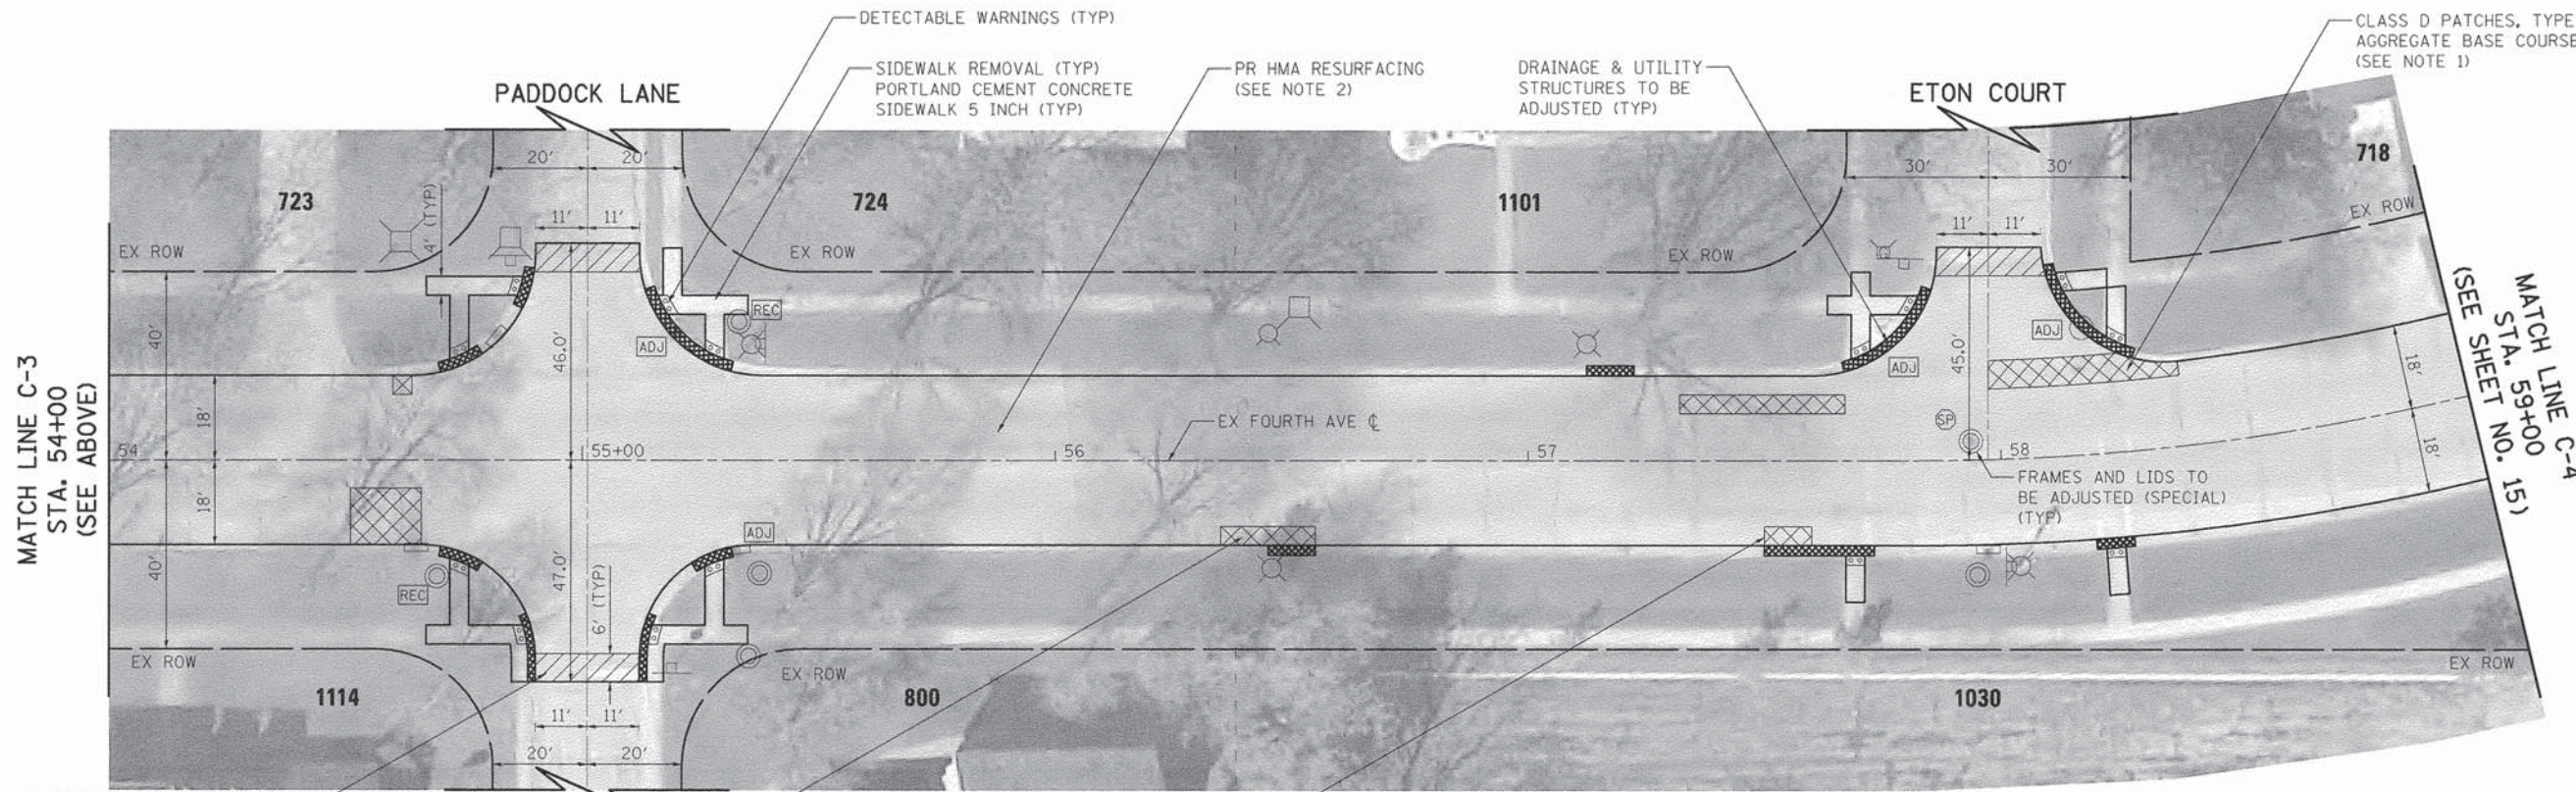 DETECTABLE WARNINGS (TYP)
SIDEWALK REMOVAL (TYP)
PORTLAND CEMENT CONCRETE
SIDEWALK 5 INCH (TYP)
PR HMA RESURFACING
(SEE NOTE 2)
DRAINAGE & UTILITY
STRUCTURES TO BE
ADJUSTED (TYP)
CLASS D PATCHES, TYPE
AGGREGATE BASE COURSE
(SEE NOTE 1)
PADDOCK LANE
ETON COURT
20' 20'
30' 30'
723
724
1101
718
4' (TYP)
11' 11'
11' 11'
EX ROW
EX ROW
EX ROW
EX ROW
REC
ADJ
ADJ
ADJ
40'
46.0'
45.0'
18'
18'
18'
18'
SP
EX FOURTH AVE ℄
54
55+00
56
57
58
FRAMES AND LIDS TO
BE ADJUSTED (SPECIAL)
(TYP)
MATCH LINE C-3
STA. 54+00
(SEE ABOVE)
MATCH LINE C-4
STA. 59+00
(SEE SHEET NO. 15)
ADJ
REC
40'
47.0'
6' (TYP)
EX ROW
EX ROW
EX ROW
1114
800
1030
11' 11'
20' 20'